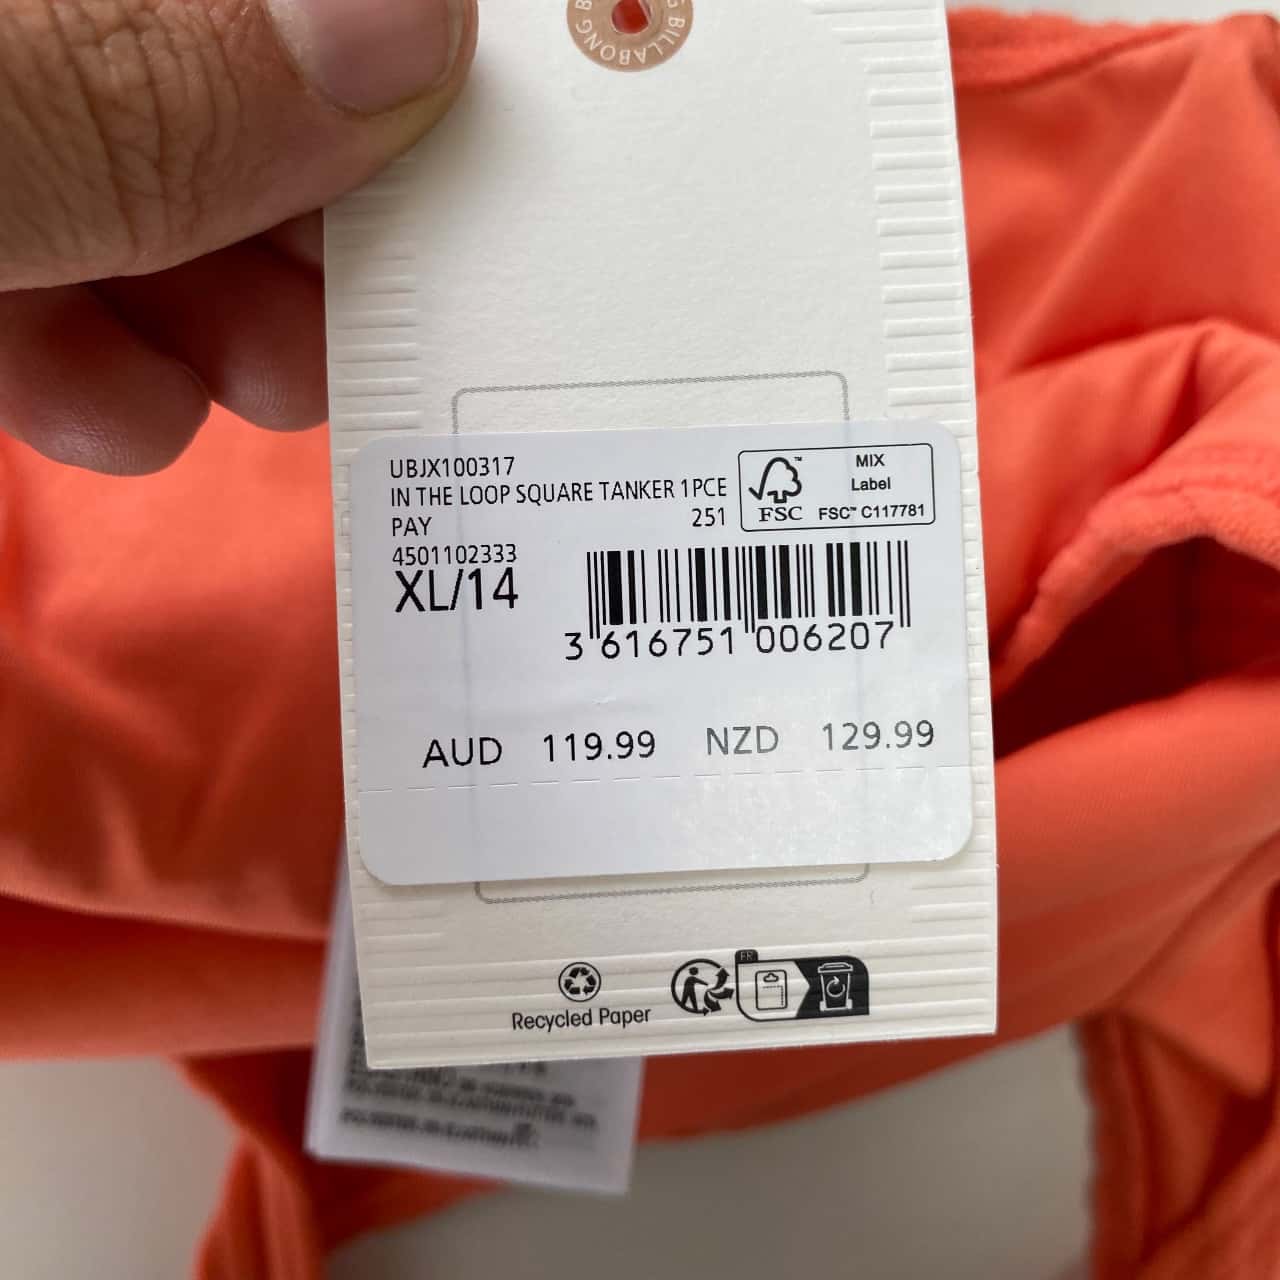 BILLABONG B
UBJX100317
IN THE LOOP SQUARE TANKER 1PCE
PAY 251
4501102333
XL/14
FSC™
MIX
Label
FSC™ C117781
3 616751 006207
AUD 119.99 NZD 129.99
Recycled Paper
FR